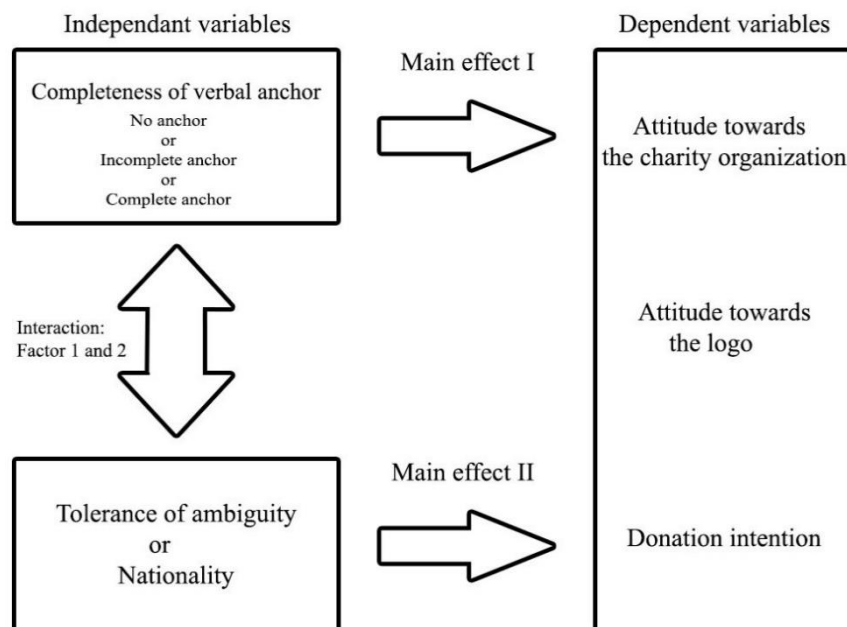 Independant variables
Completeness of verbal anchor
No anchor
or
Incomplete anchor
or
Complete anchor
Main effect I
Dependent variables
Attitude towards
the charity organization
Interaction:
Factor 1 and 2
Attitude towards
the logo
Tolerance of ambiguity
or
Nationality
Main effect II
Donation intention